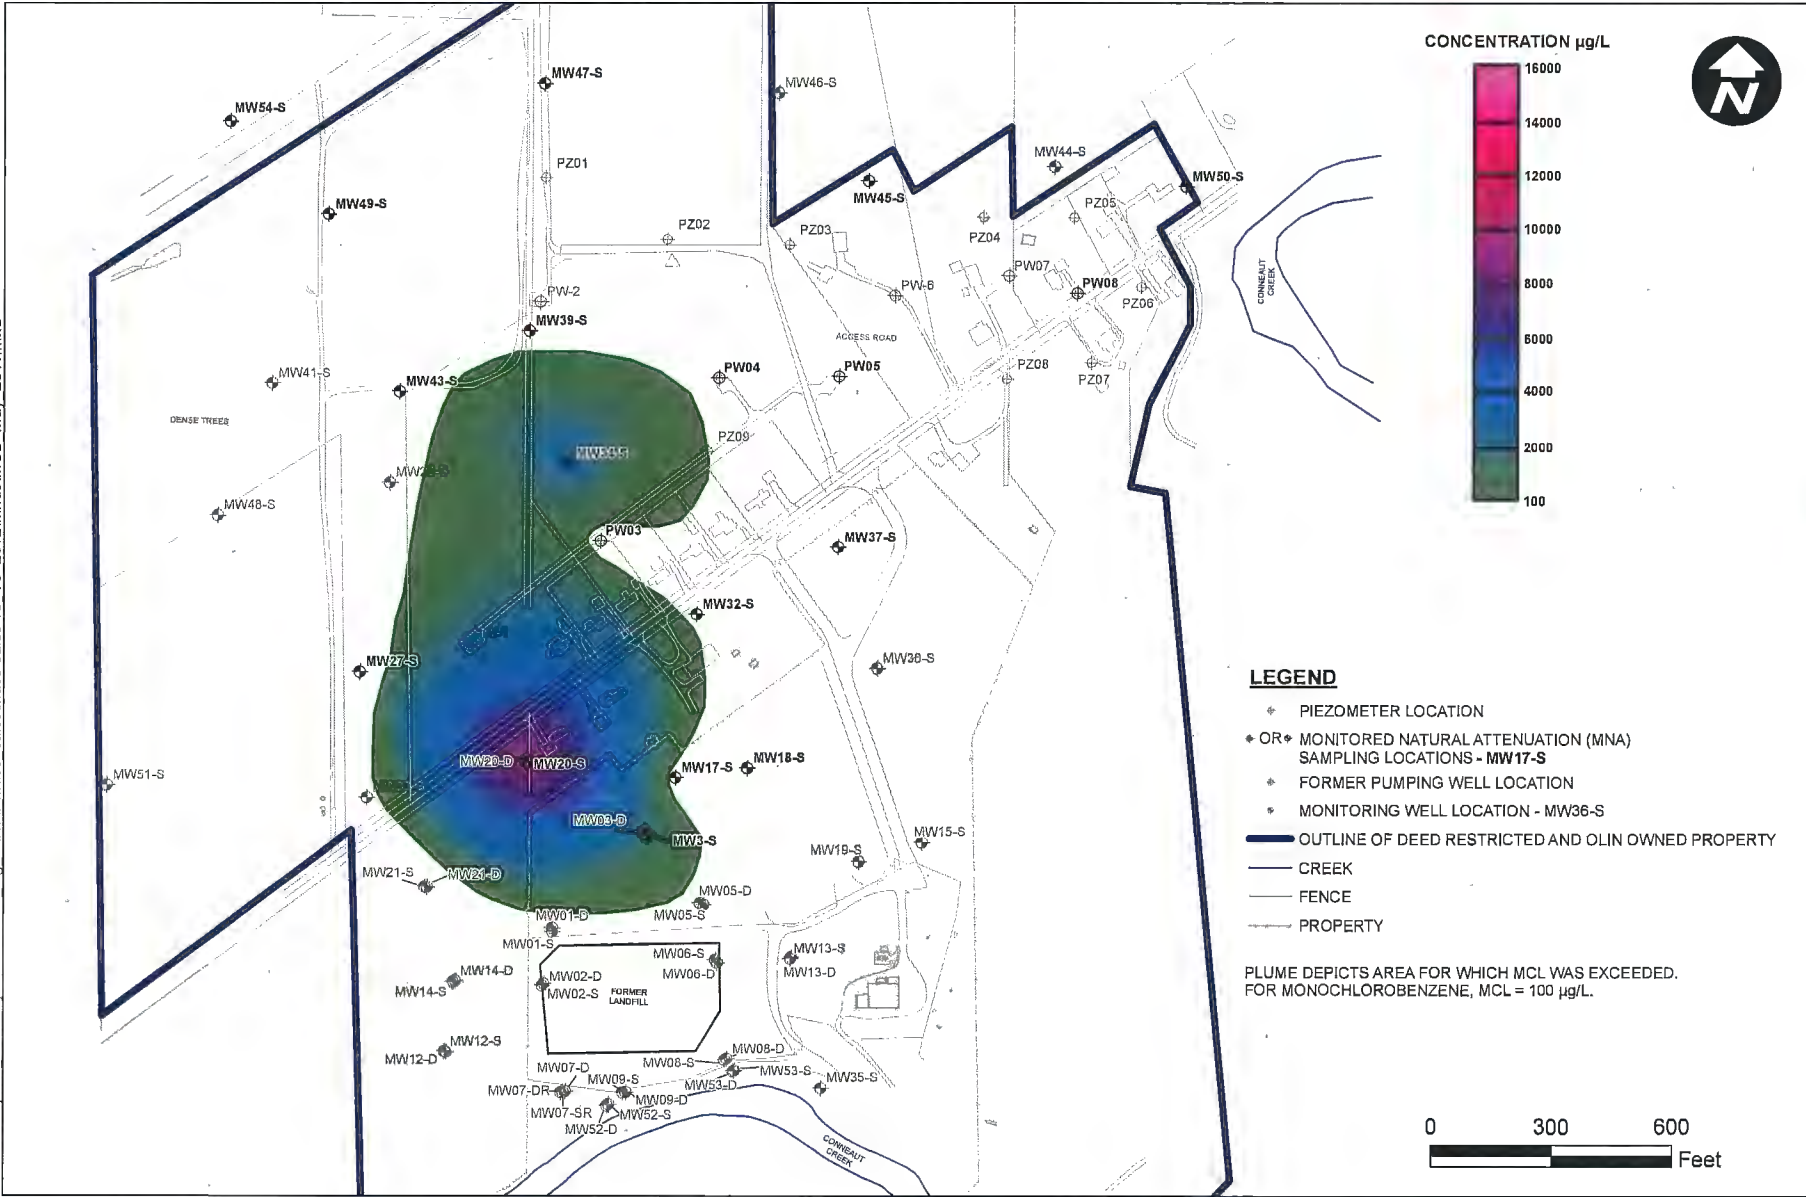 CONCENTRATION µg/L
16000
14000
12000
10000
8000
6000
4000
2000
100
N
MW47-S
MW46-S
MW54-S
MW44-S
PZ01
MW45-S
MW50-S
MW49-S
PZ05
PZ02
PZ03
PZ04
PW07
CONNEAUT
CREEK
PW-2
PW-6
PW08
PZ06
MW39-S
ACCESS ROAD
MW41-S
MW43-S
PW04
PW05
PZ08
PZ07
DENSE TREES
PZ09
MW34-S
MW48-S
PW03
MW37-S
MW32-S
MW27-S
MW20-D
MW20-S
MW17-S
MW18-S
MW51-S
MW03-D
MW3-S
MW15-S
MW19-S
MW21-S
MW21-D
MW05-D
MW05-S
MW01-D
MW01-S
MW06-S
MW06-D
MW13-S
MW13-D
MW14-D
MW14-S
MW02-D
MW02-S
FORMER
LANDFILL
MW12-S
MW12-D
MW08-D
MW08-S
MW53-S
MW53-D
MW35-S
MW07-D
MW07-DR
MW07-SR
MW09-S
MW09-D
MW52-S
MW52-D
CONNEAUT
CREEK
LEGEND
PIEZOMETER LOCATION
OR MONITORED NATURAL ATTENUATION (MNA)
SAMPLING LOCATIONS - MW17-S
FORMER PUMPING WELL LOCATION
MONITORING WELL LOCATION - MW36-S
OUTLINE OF DEED RESTRICTED AND OLIN OWNED PROPERTY
CREEK
FENCE
PROPERTY
PLUME DEPICTS AREA FOR WHICH MCL WAS EXCEEDED.
FOR MONOCHLOROBENZENE, MCL = 100 µg/L.
0 300 600
Feet